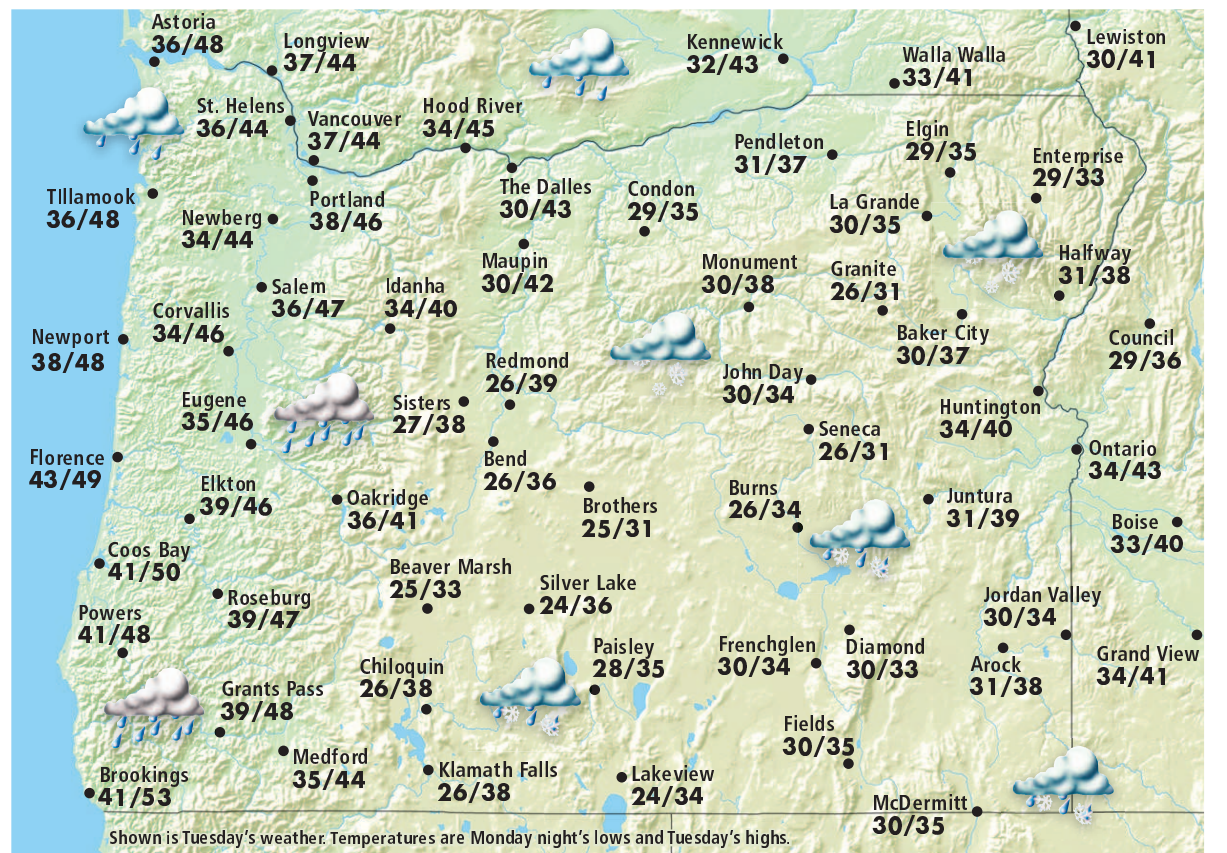 Astoria
36/48
Longview
37/44
Kennewick
32/43
Walla Walla
33/41
Lewiston
30/41
St. Helens
36/44
Vancouver
37/44
Hood River
34/45
Pendleton
31/37
Elgin
29/35
Enterprise
29/33
TIllamook
36/48
Portland
38/46
Newberg
34/44
The Dalles
30/43
Condon
29/35
La Grande
30/35
Maupin
30/42
Monument
30/38
Granite
26/31
Halfway
31/38
Salem
36/47
Idanha
34/40
Corvallis
34/46
Newport
38/48
Baker City
30/37
Council
29/36
Redmond
26/39
John Day
30/34
Eugene
35/46
Sisters
27/38
Huntington
34/40
Seneca
26/31
Florence
43/49
Bend
26/36
Ontario
34/43
Elkton
39/46
Oakridge
36/41
Brothers
25/31
Burns
26/34
Juntura
31/39
Boise
33/40
Coos Bay
41/50
Beaver Marsh
25/33
Silver Lake
24/36
Roseburg
39/47
Jordan Valley
30/34
Powers
41/48
Paisley
28/35
Frenchglen
30/34
Diamond
30/33
Arock
31/38
Grand View
34/41
Chiloquin
26/38
Grants Pass
39/48
Fields
30/35
Medford
35/44
Klamath Falls
26/38
Lakeview
24/34
Brookings
41/53
McDermitt
30/35
Shown is Tuesday’s weather. Temperatures are Monday night’s lows and Tuesday’s highs.